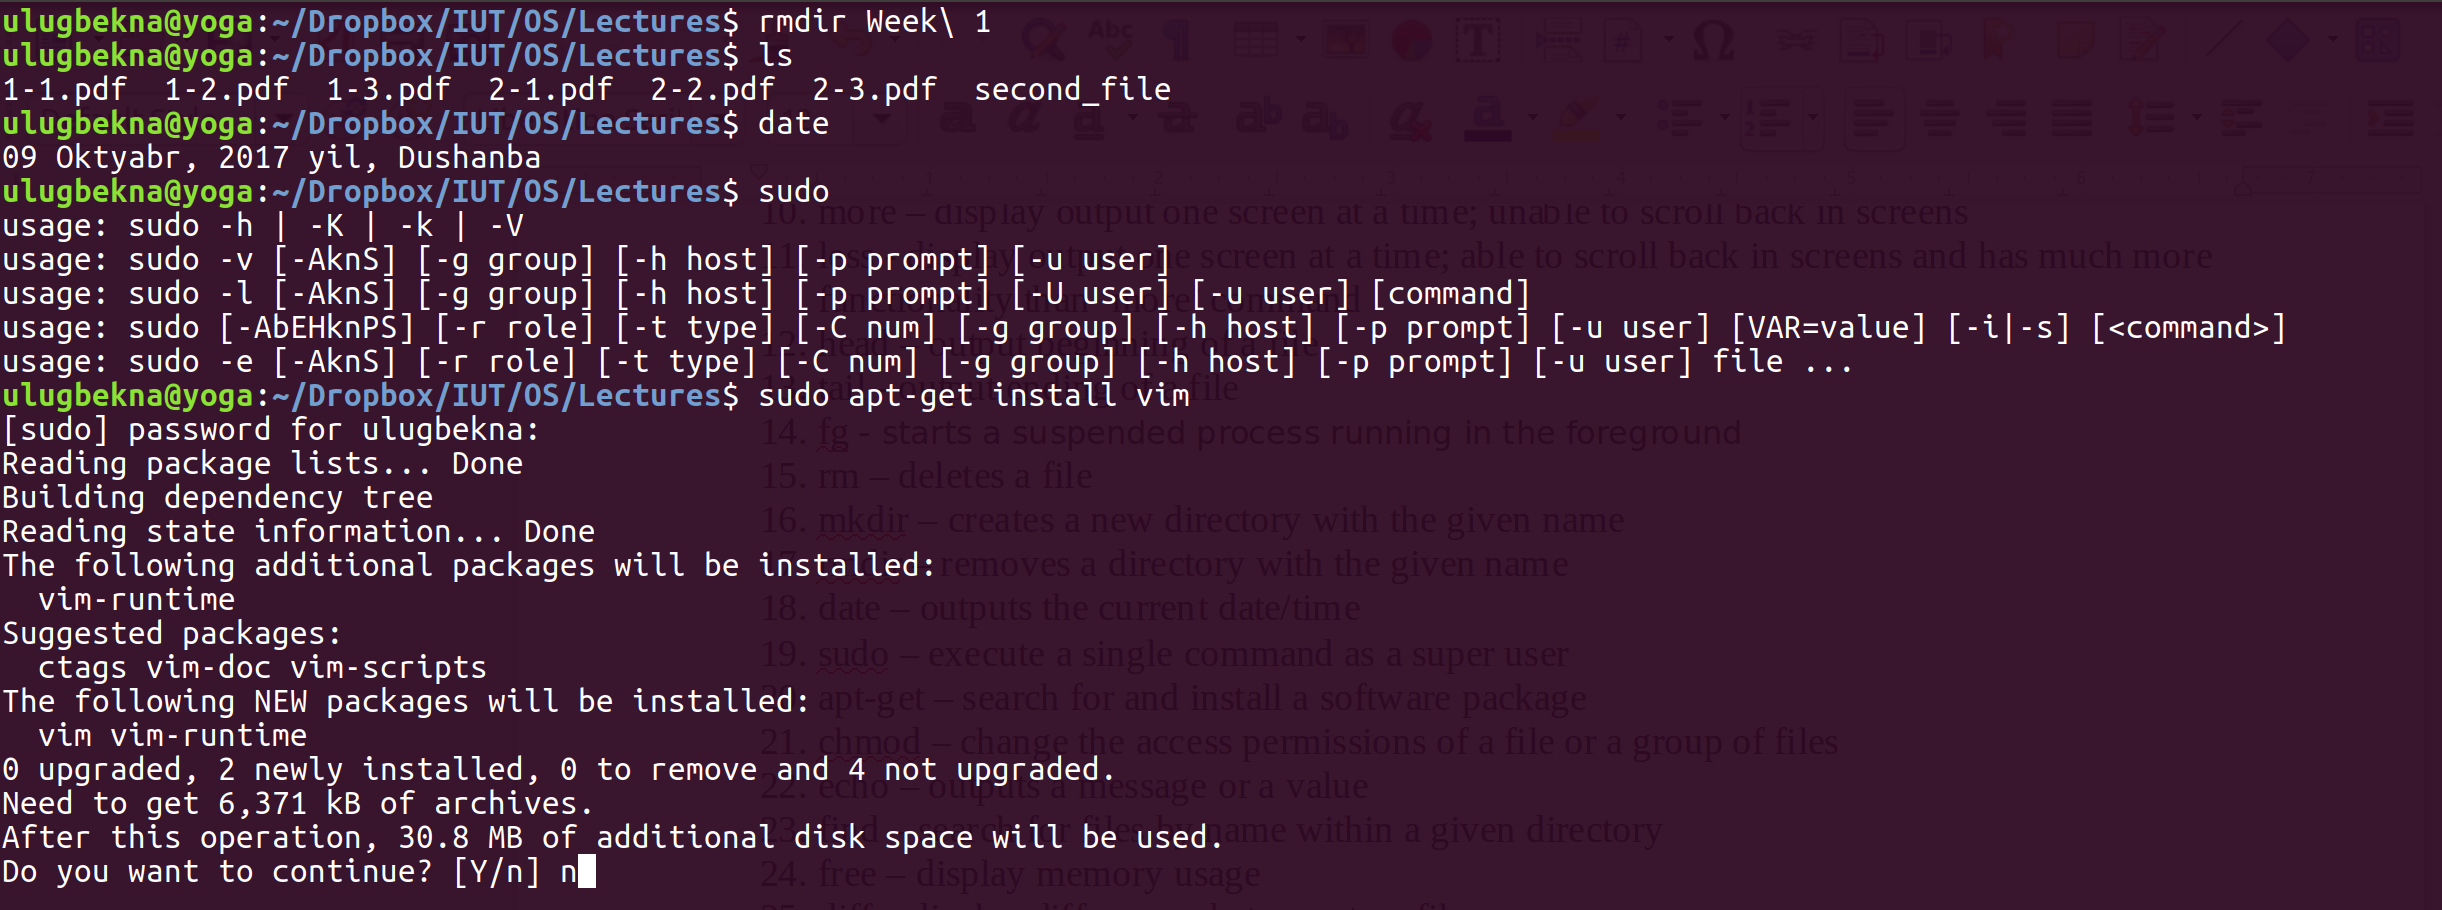 ulugbekna@yoga:~/Dropbox/IUT/OS/Lectures$ rmdir Week\ 1
ulugbekna@yoga:~/Dropbox/IUT/OS/Lectures$ ls
1-1.pdf  1-2.pdf  1-3.pdf  2-1.pdf  2-2.pdf  2-3.pdf  second_file
ulugbekna@yoga:~/Dropbox/IUT/OS/Lectures$ date
09 Oktyabr, 2017 yil, Dushanba
ulugbekna@yoga:~/Dropbox/IUT/OS/Lectures$ sudo
usage: sudo -h | -K | -k | -V
usage: sudo -v [-AknS] [-g group] [-h host] [-p prompt] [-u user]
usage: sudo -l [-AknS] [-g group] [-h host] [-p prompt] [-U user] [-u user] [command]
usage: sudo [-AbEHknPS] [-r role] [-t type] [-C num] [-g group] [-h host] [-p prompt] [-u user] [VAR=value] [-i|-s] [<command>]
usage: sudo -e [-AknS] [-r role] [-t type] [-C num] [-g group] [-h host] [-p prompt] [-u user] file ...
ulugbekna@yoga:~/Dropbox/IUT/OS/Lectures$ sudo apt-get install vim
[sudo] password for ulugbekna:
Reading package lists... Done
Building dependency tree
Reading state information... Done
The following additional packages will be installed:
  vim-runtime
Suggested packages:
  ctags vim-doc vim-scripts
The following NEW packages will be installed:
  vim vim-runtime
0 upgraded, 2 newly installed, 0 to remove and 4 not upgraded.
Need to get 6,371 kB of archives.
After this operation, 30.8 MB of additional disk space will be used.
Do you want to continue? [Y/n] n
10. more – display output one screen at a time; unable to scroll back in screens
screen at a time; able to scroll back in screens and has much more
14. fg - starts a suspended process running in the foreground
15. rm – deletes a file
16. mkdir – creates a new directory with the given name
removes a directory with the given name
18. date – outputs the current date/time
19. sudo – execute a single command as a super user
apt-get – search for and install a software package
21. chmod – change the access permissions of a file or a group of files
22. echo – outputs a message or a value
23. find – search for files by name within a given directory
24. free – display memory usage